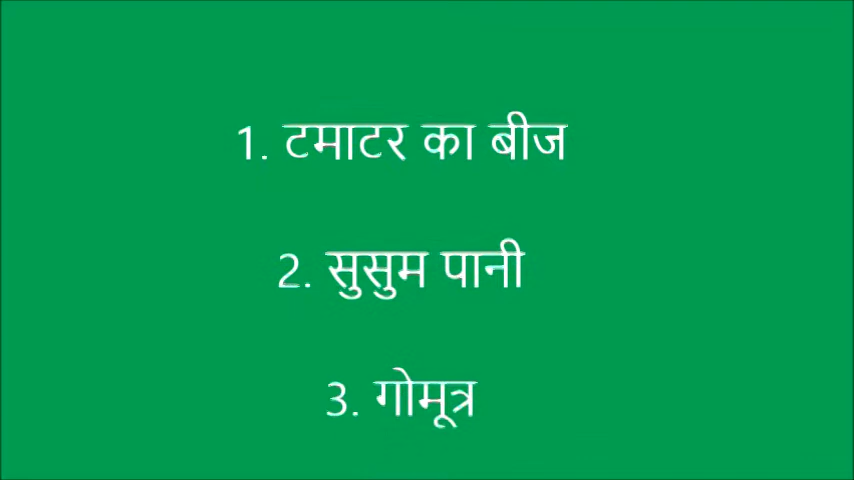 1. टमाटर का बीज
2. सुसुम पानी
3. गोमूत्र